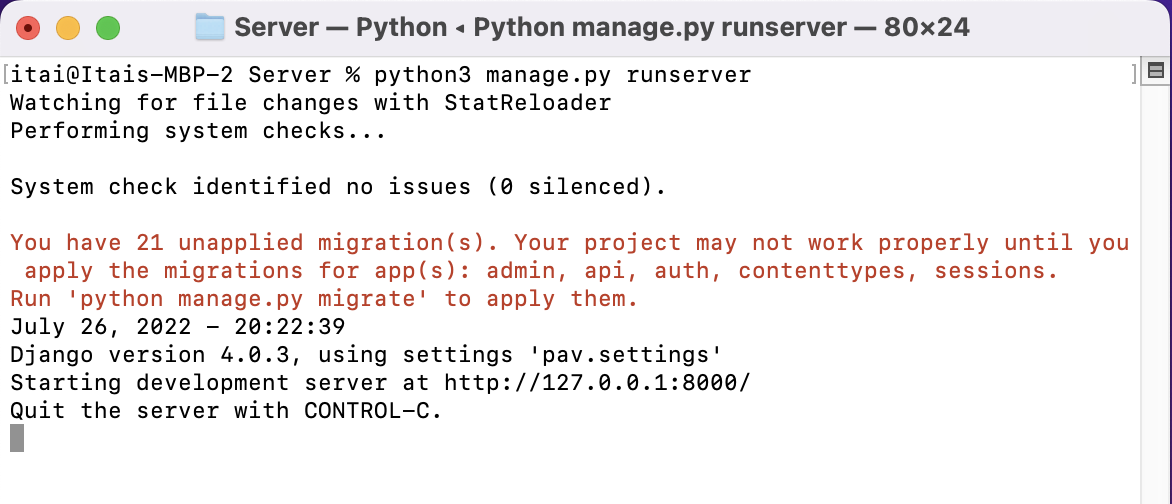 Server — Python ◂ Python manage.py runserver — 80×24
[itai@Itais-MBP-2 Server % python3 manage.py runserver ]
Watching for file changes with StatReloader
Performing system checks...
System check identified no issues (0 silenced).
You have 21 unapplied migration(s). Your project may not work properly until you
 apply the migrations for app(s): admin, api, auth, contenttypes, sessions.
Run 'python manage.py migrate' to apply them.
July 26, 2022 - 20:22:39
Django version 4.0.3, using settings 'pav.settings'
Starting development server at http://127.0.0.1:8000/
Quit the server with CONTROL-C.